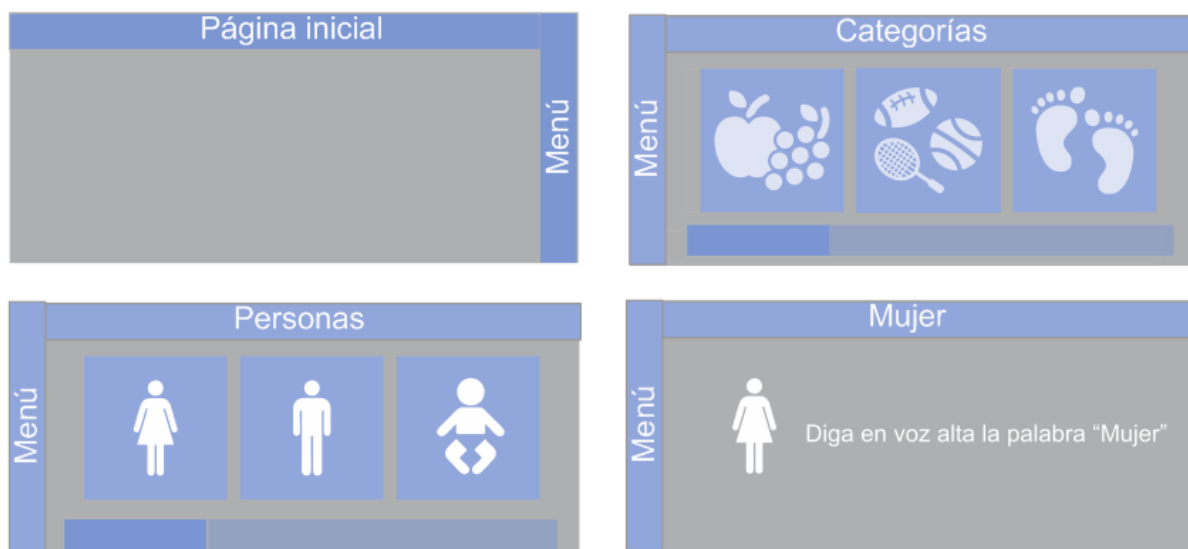 Página inicial
Menú
Categorías
Menú
Personas
Menú
Mujer
Menú
Diga en voz alta la palabra “Mujer”